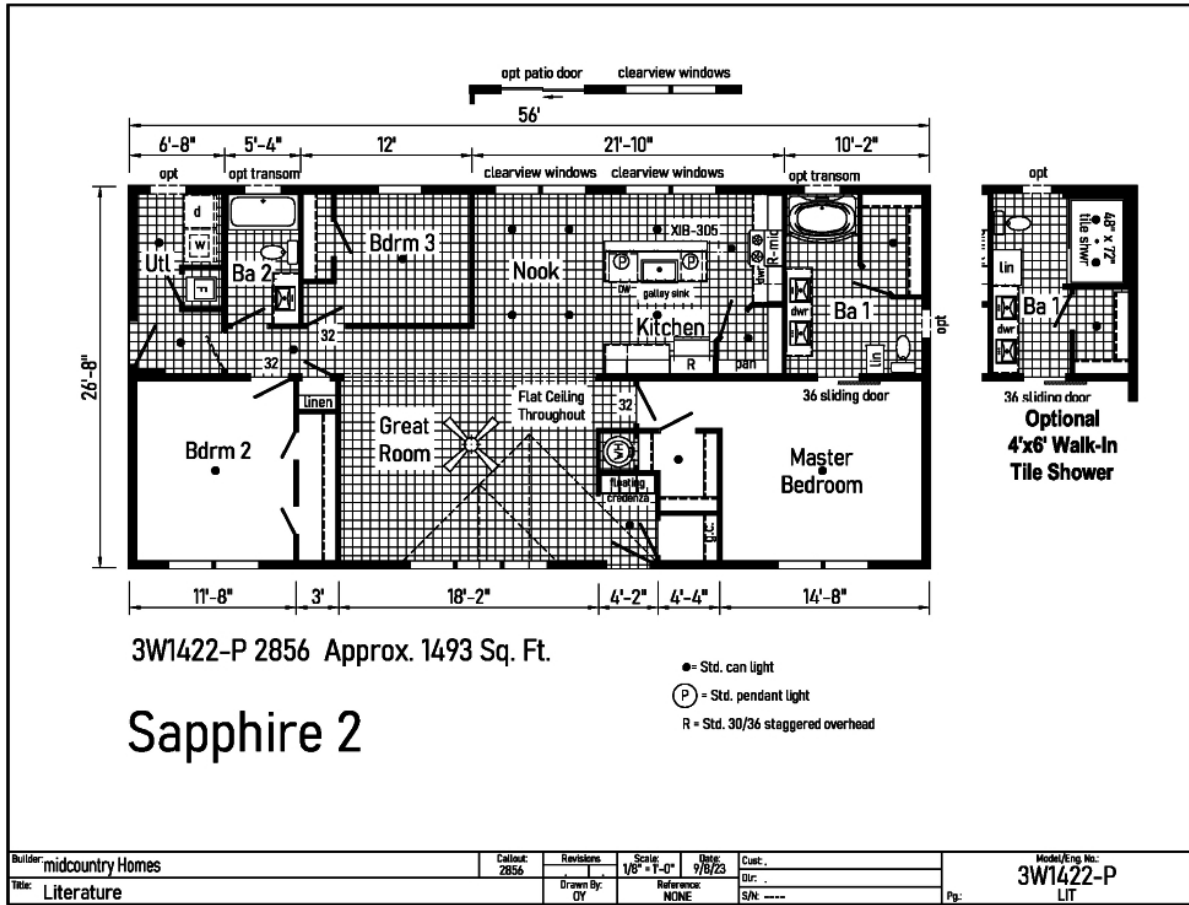 opt patio door
clearview windows
56'
6'-8"
5'-4"
12'
21'-10"
10'-2"
opt
opt transom
clearview windows
clearview windows
opt transom
opt
d
w
Utl
F
Ba 2
Bdrm 3
Nook
XIB-305
P
P
DW
galley sink
Kitchen
R-mic
dwr
R
pan
dwr
Ba 1
lin
opt
48" x 72"
tile shwr
lin
dwr
Ba 1
26'-8"
32
32
linen
Bdrm 2
Great
Room
Flat Ceiling
Throughout
32
WH
floating
credenza
g.c.
36 sliding door
Master
Bedroom
36 sliding door
Optional
4'x6' Walk-In
Tile Shower
11'-8"
3'
18'-2"
4'-2"
4'-4"
14'-8"
3W1422-P 2856 Approx. 1493 Sq. Ft.
Sapphire 2
= Std. can light
P = Std. pendant light
R = Std. 30/36 staggered overhead
Builder: midcountry Homes
Title: Literature
Callout:
2856
Revisions
Scale:
1/8" = 1'-0"
Date:
9/8/23
Drawn By:
OY
Reference:
NONE
Cust: .
Dlr: .
S/N: ----
Model/Eng. No.:
3W1422-P
Pg.: LIT